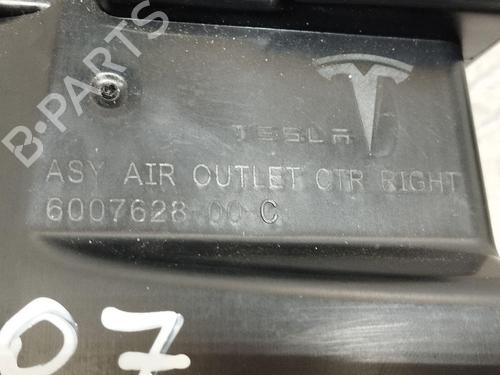 B-PARTS
TESLA
ASY AIR OUTLET CTR RIGHT
6007628-00-C
07